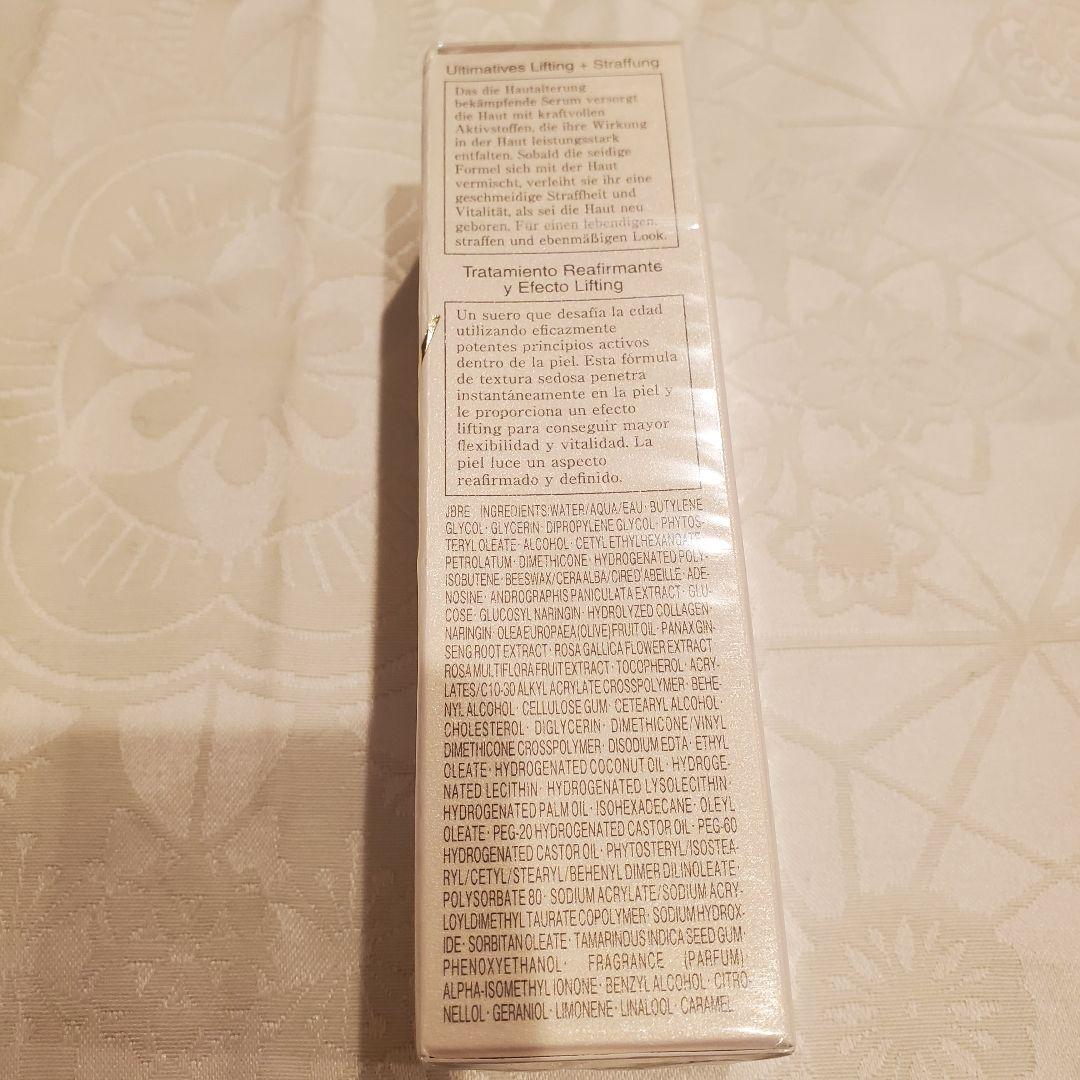 Ultimatives Lifting + Straffung
Das die Hautalterung
bekämpfende Serum versorgt
die Haut mit kraftvollen
Aktivstoffen, die ihre Wirkung
in der Haut leistungsstark
entfalten. Sobald die seidige
Formel sich mit der Haut
vermischt, verleiht sie ihr eine
geschmeidige Straffheit und
Vitalität, als sei die Haut neu
geboren. Für einen lebendigen,
straffen und ebenmäßigen Look.
Tratamiento Reafirmante
y Efecto Lifting
Un suero que desafía la edad
utilizando eficazmente
potentes principios activos
dentro de la piel. Esta fórmula
de textura sedosa penetra
instantáneamente en la piel y
le proporciona un efecto
lifting para conseguir mayor
flexibilidad y vitalidad. La
piel luce un aspecto
reafirmado y definido.
JBRE INGREDIENTS:WATER/AQUA/EAU· BUTYLENE
GLYCOL· GLYCERIN· DIPROPYLENE GLYCOL· PHYTOS-
TERYL OLEATE· ALCOHOL· CETYL ETHYLHEXANOATE·
PETROLATUM· DIMETHICONE· HYDROGENATED POLY-
ISOBUTENE· BEESWAX/CERA ALBA/CIRE D'ABEILLE· ADE-
NOSINE· ANDROGRAPHIS PANICULATA EXTRACT· GLU-
COSE· GLUCOSYL NARINGIN· HYDROLYZED COLLAGEN·
NARINGIN· OLEA EUROPAEA (OLIVE) FRUIT OIL· PANAX GIN-
SENG ROOT EXTRACT· ROSA GALLICA FLOWER EXTRACT·
ROSA MULTIFLORA FRUIT EXTRACT· TOCOPHEROL· ACRY-
LATES/C10-30 ALKYL ACRYLATE CROSSPOLYMER· BEHE-
NYL ALCOHOL· CELLULOSE GUM· CETEARYL ALCOHOL·
CHOLESTEROL· DIGLYCERIN· DIMETHICONE/VINYL
DIMETHICONE CROSSPOLYMER· DISODIUM EDTA· ETHYL
OLEATE· HYDROGENATED COCONUT OIL· HYDROGE-
NATED LECITHIN· HYDROGENATED LYSOLECITHIN·
HYDROGENATED PALM OIL· ISOHEXADECANE· OLEYL
OLEATE· PEG-20 HYDROGENATED CASTOR OIL· PEG-60
HYDROGENATED CASTOR OIL· PHYTOSTERYL/ISOSTEA-
RYL/CETYL/STEARYL/BEHENYL DIMER DILINOLEATE·
POLYSORBATE 80· SODIUM ACRYLATE/SODIUM ACRY-
LOYLDIMETHYL TAURATE COPOLYMER· SODIUM HYDROX-
IDE· SORBITAN OLEATE· TAMARINDUS INDICA SEED GUM·
PHENOXYETHANOL· FRAGRANCE (PARFUM)·
ALPHA-ISOMETHYL IONONE· BENZYL ALCOHOL· CITRO-
NELLOL· GERANIOL· LIMONENE· LINALOOL· CARAMEL